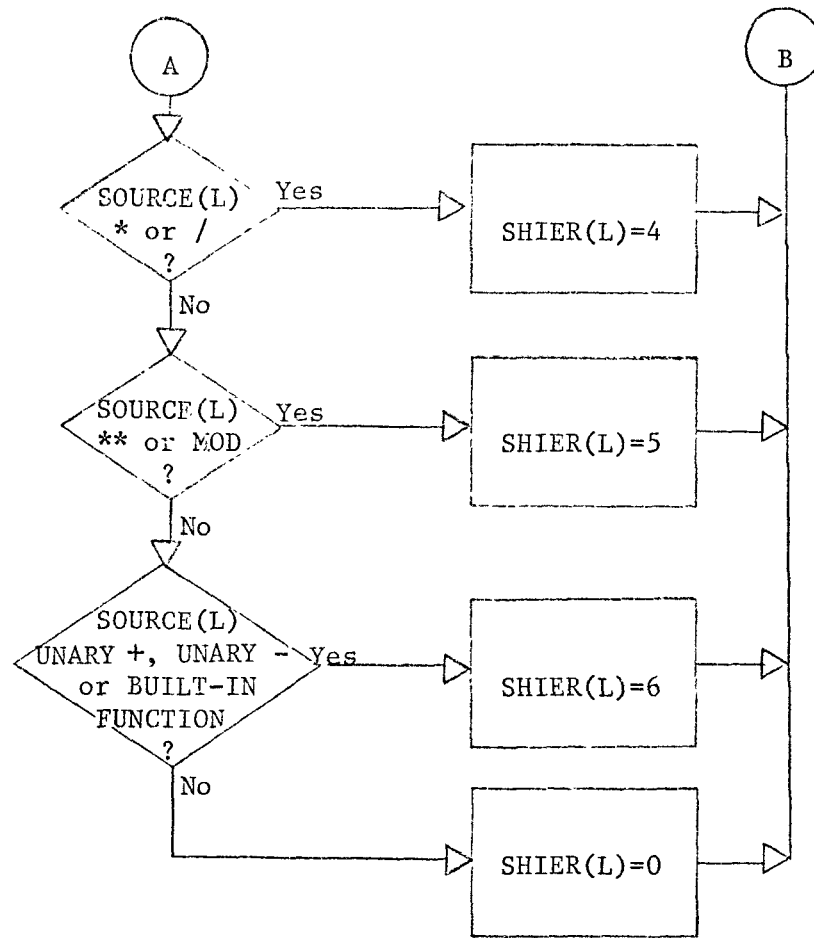 A
B
SOURCE(L)
* or /
?
Yes
SHIER(L)=4
No
SOURCE(L)
** or MOD
?
Yes
SHIER(L)=5
No
SOURCE(L)
UNARY +, UNARY -
or BUILT-IN
FUNCTION
?
Yes
SHIER(L)=6
No
SHIER(L)=0